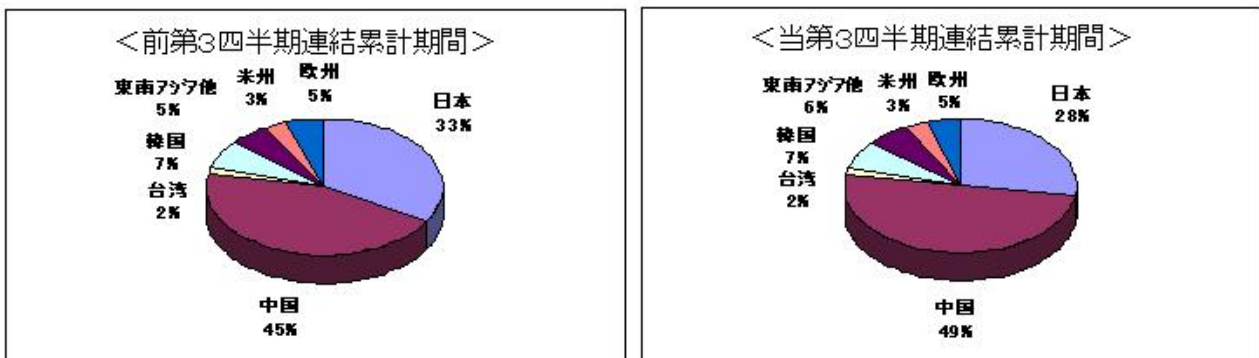 ＜前第3四半期連結累計期間＞
東南アジア他
5%
米州
3%
欧州
5%
日本
33%
韓国
7%
台湾
2%
中国
45%
＜当第3四半期連結累計期間＞
東南アジア他
6%
米州
3%
欧州
5%
日本
28%
韓国
7%
台湾
2%
中国
49%